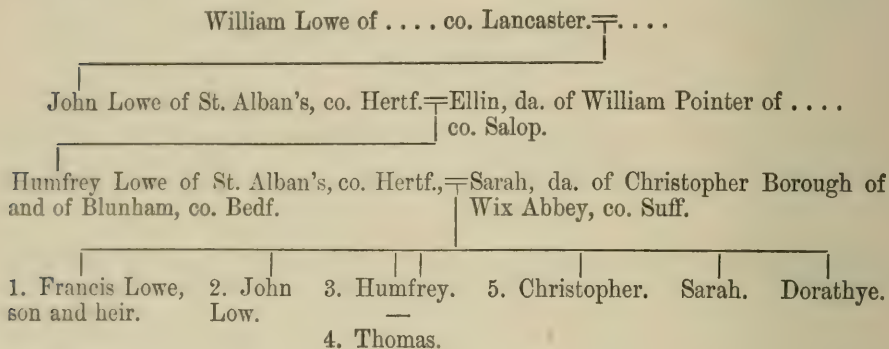 William Lowe of . . . . co. Lancaster.╤. . . .
John Lowe of St. Alban's, co. Hertf.╤Ellin, da. of William Pointer of . . . .
co. Salop.
Humfrey Lowe of St. Alban's, co. Hertf.,╤Sarah, da. of Christopher Borough of
and of Blunham, co. Bedf.
Wix Abbey, co. Suff.
1. Francis Lowe, son and heir.
2. John Low.
3. Humfrey.
—
4. Thomas.
5. Christopher.
Sarah.
Dorathye.